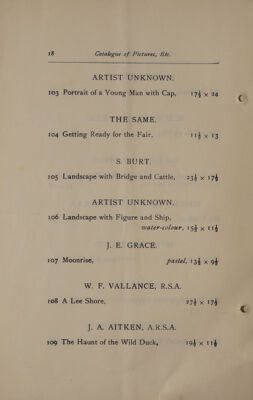 18 Catalogue of Pictures, Etc.
ARTIST UNKNOWN.
103 Portrait of a Young Man with Cap, 17½ × 24
THE SAME.
104 Getting Ready for the Fair, 11½ × 13
S. BURT.
105 Landscape with Bridge and Cattle, 23½ × 17½
ARTIST UNKNOWN.
106 Landscape with Figure and Ship,
water-colour, 15½ × 11½
J. E. GRACE.
107 Moonrise, pastel, 13½ × 9½
W. F. VALLANCE, R.S.A.
108 A Lee Shore, 27½ × 17½
J. A. AITKEN, A.R.S.A.
109 The Haunt of the Wild Duck, 19½ × 11½